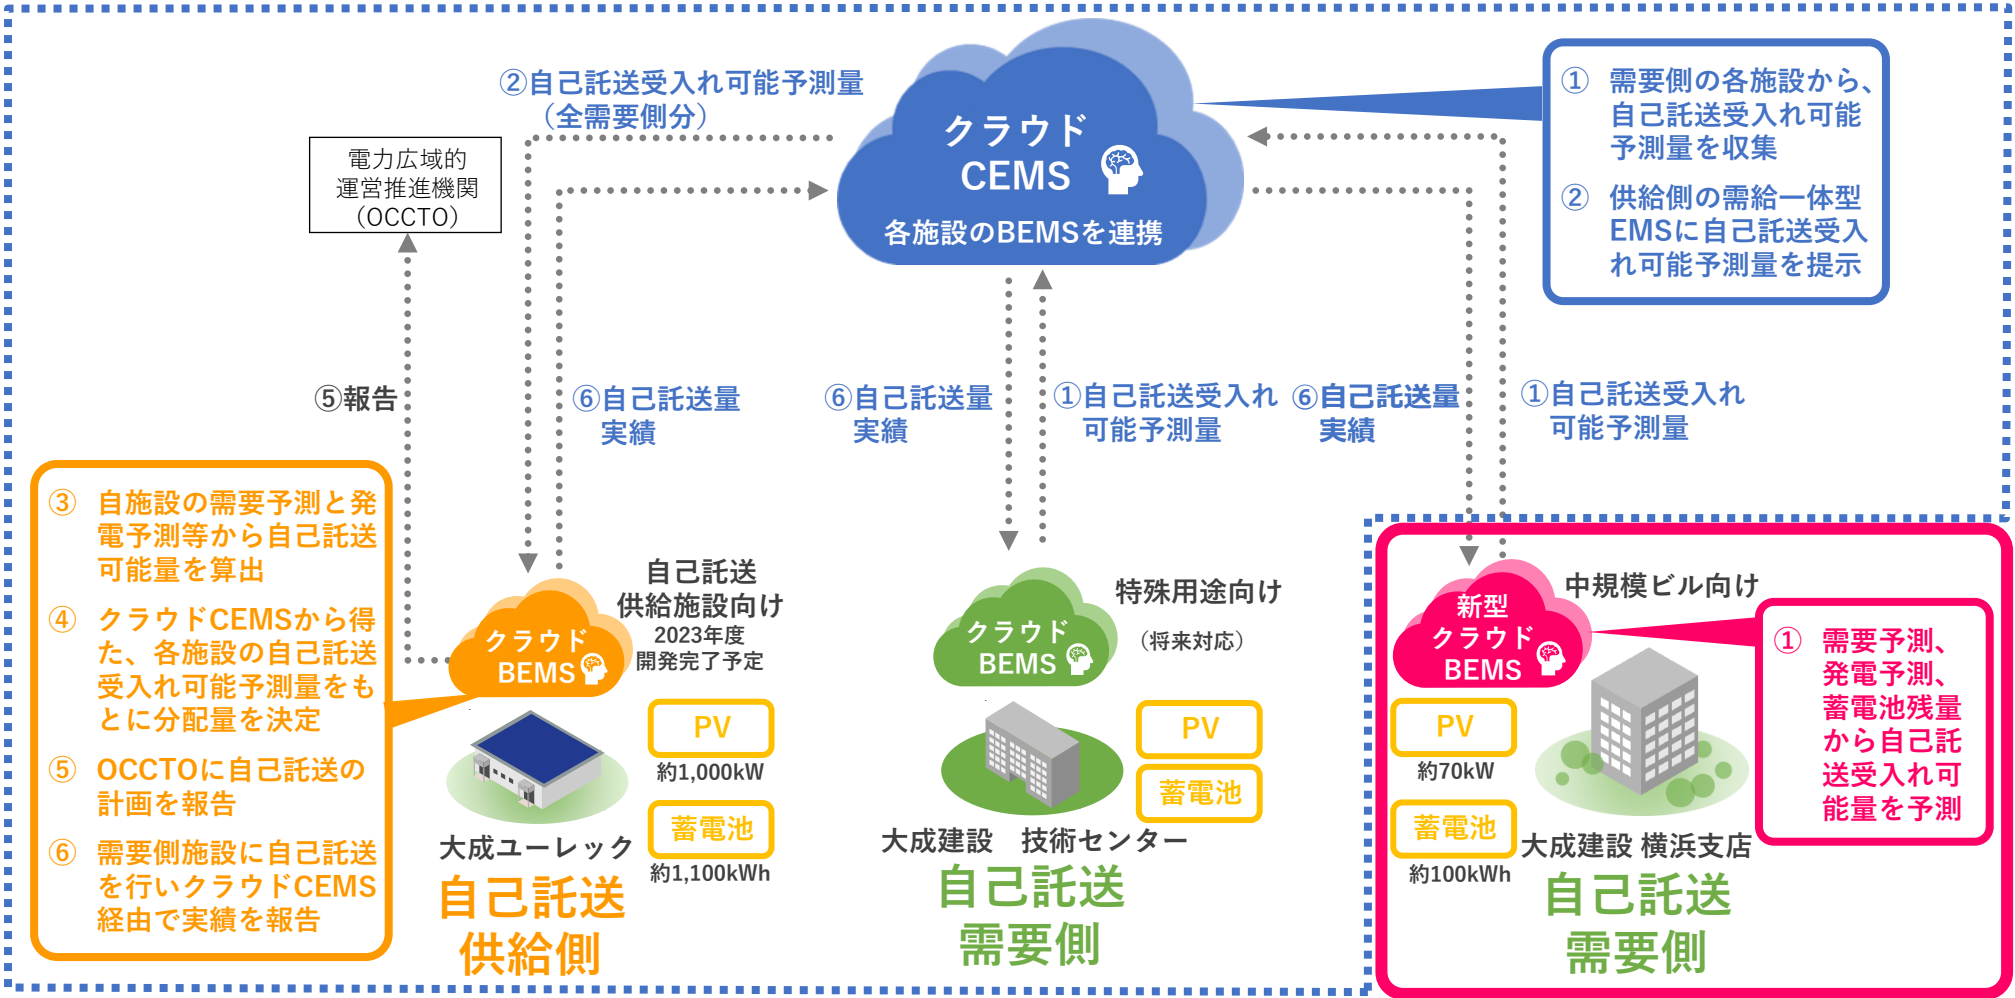 ②自己託送受入れ可能予測量
（全需要側分）
電力広域的
運営推進機関
（OCCTO）
クラウド
CEMS
各施設のBEMSを連携
① 需要側の各施設から、
自己託送受入れ可能
予測量を収集
② 供給側の需給一体型
EMSに自己託送受入
れ可能予測量を提示
⑤報告
⑥自己託送量
実績
⑥自己託送量
実績
①自己託送受入れ
可能予測量
⑥自己託送量
実績
①自己託送受入れ
可能予測量
③ 自施設の需要予測と発
電予測等から自己託送
可能量を算出
④ クラウドCEMSから得
た、各施設の自己託送
受入れ可能予測量をも
とに分配量を決定
⑤ OCCTOに自己託送の
計画を報告
⑥ 需要側施設に自己託送
を行いクラウドCEMS
経由で実績を報告
クラウド
BEMS
自己託送
供給施設向け
2023年度
開発完了予定
PV
約1,000kW
蓄電池
約1,100kWh
大成ユーレック
自己託送
供給側
クラウド
BEMS
特殊用途向け
（将来対応）
PV
蓄電池
大成建設 技術センター
自己託送
需要側
新型
クラウド
BEMS
中規模ビル向け
PV
約70kW
蓄電池
約100kWh
① 需要予測、
発電予測、
蓄電池残量
から自己託
送受入れ可
能量を予測
大成建設 横浜支店
自己託送
需要側